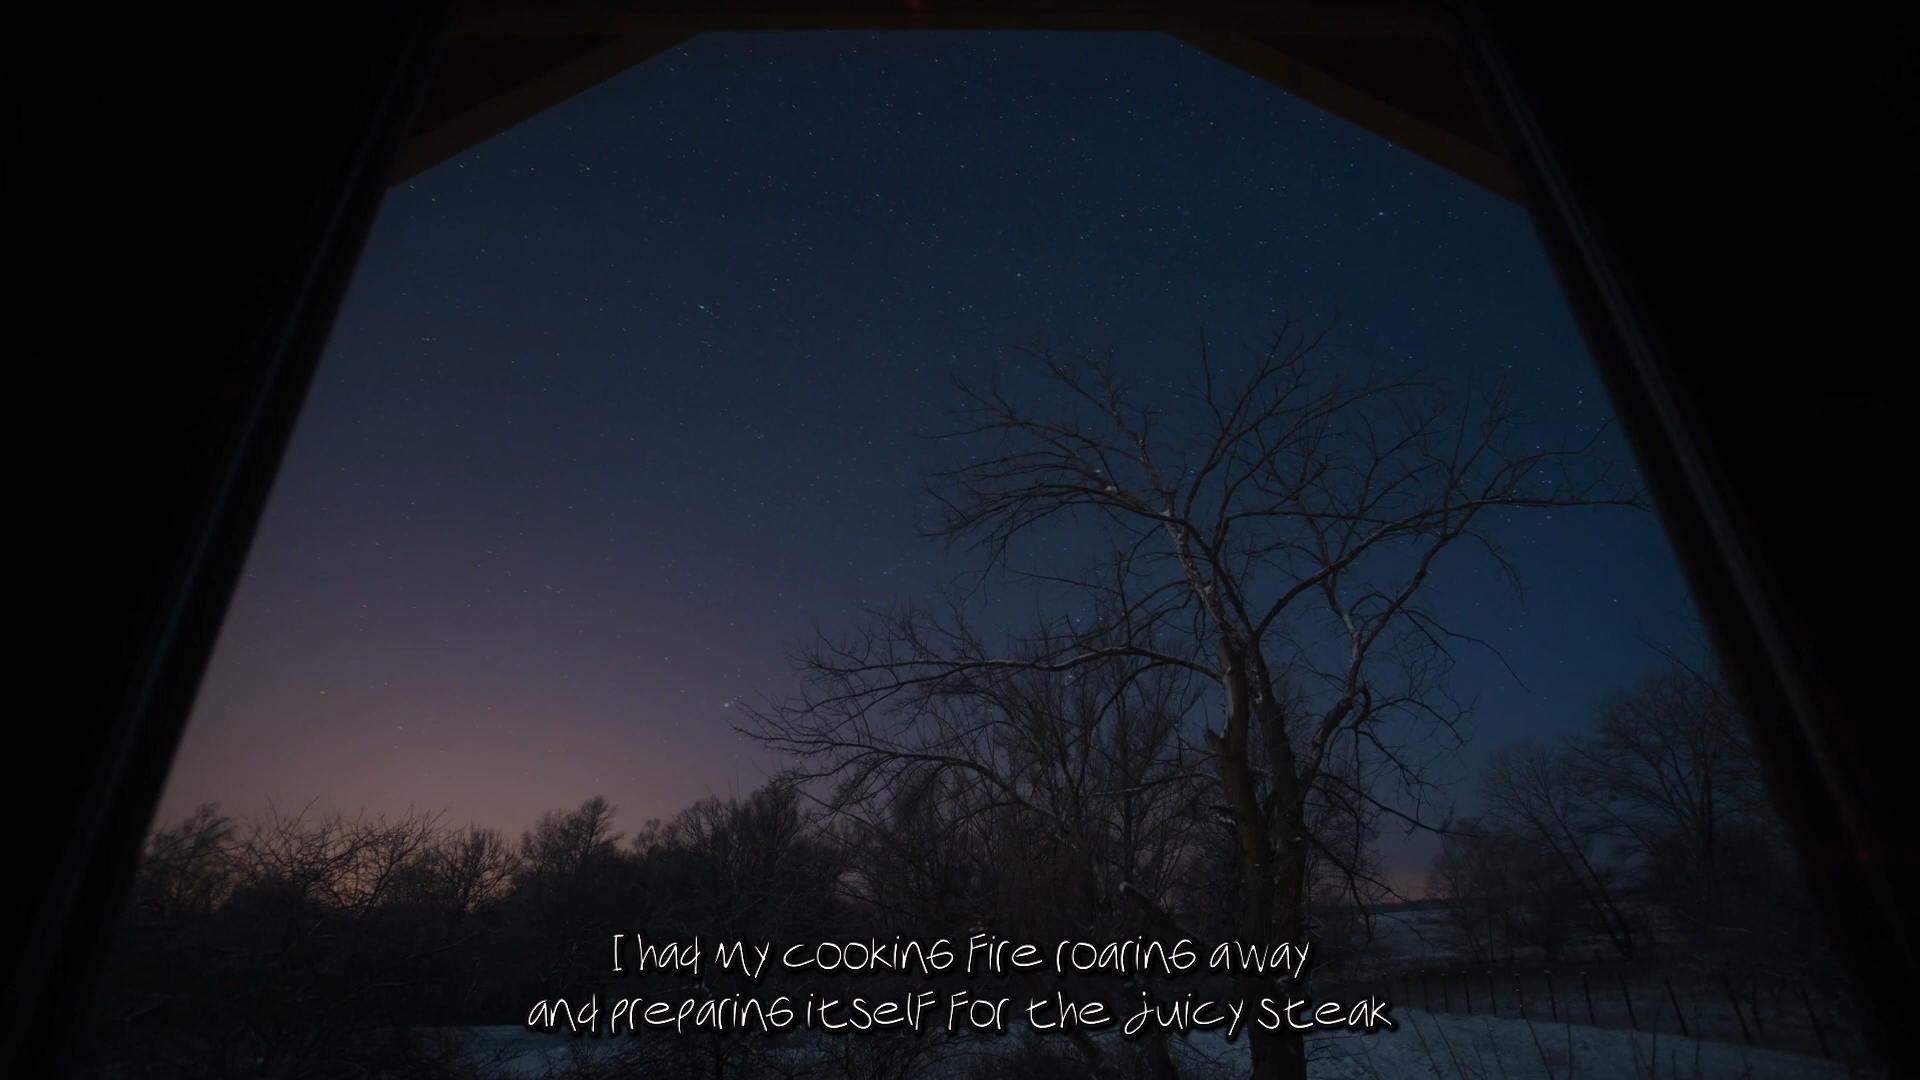 I had my cooking fire roaring away
and preparing itself for the juicy steak